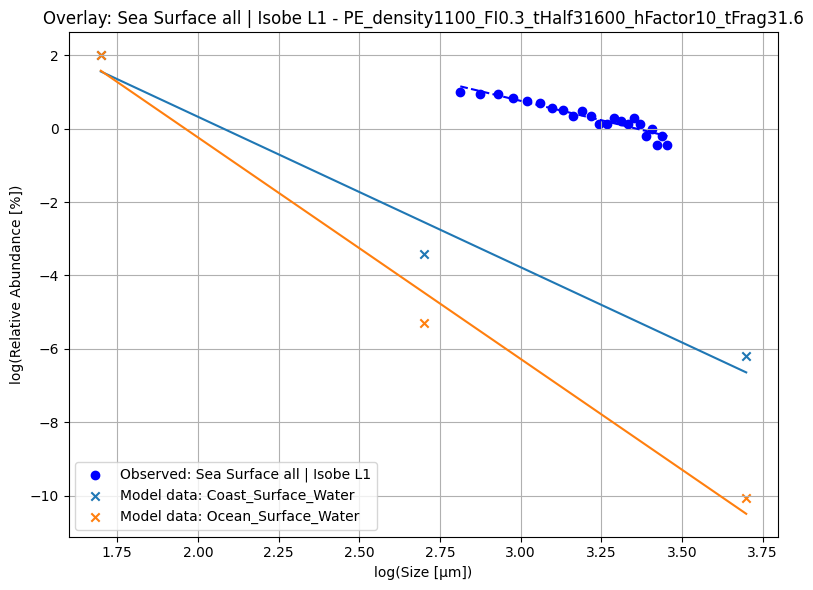 Overlay: Sea Surface all | Isobe L1 - PE_density1100_FI0.3_tHalf31600_hFactor10_tFrag31.6
log(Relative Abundance [%])
2
0
−2
−4
−6
−8
−10
Observed: Sea Surface all | Isobe L1
Model data: Coast_Surface_Water
Model data: Ocean_Surface_Water
1.75 2.00 2.25 2.50 2.75 3.00 3.25 3.50 3.75
log(Size [µm])